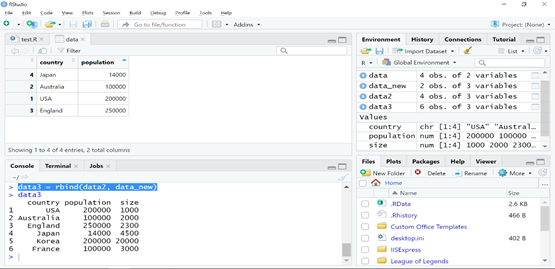 RStudio
File Edit Code View Plots Session Build Debug Profile Tools Help
Go to file/function
Addins
Project: (None)
test.R
data
Filter
country population
4 Japan 14000
2 Australia 100000
1 USA 200000
3 England 250000
Showing 1 to 4 of 4 entries, 2 total columns
Console Terminal Jobs
~/
> data3 = rbind(data2, data_new)
> data3
country population size
1 USA 200000 1000
2 Australia 100000 2000
3 England 250000 2300
4 Japan 14000 4500
5 Korea 200000 20000
6 France 100000 3000
>
Environment History Connections Tutorial
Import Dataset
List
R
Global Environment
data 4 obs. of 2 variables
data_new 2 obs. of 3 variables
data2 4 obs. of 3 variables
data3 6 obs. of 3 variables
Values
country chr [1:4] "USA" "Austral…
population num [1:4] 200000 100000 …
size num [1:4] 1000 2000 2300…
Files Plots Packages Help Viewer
New Folder Delete Rename More
Home
Name Size
.RData 2.6 KB
.Rhistory 466 B
Custom Office Templates
desktop.ini 402 B
IISExpress
League of Legends